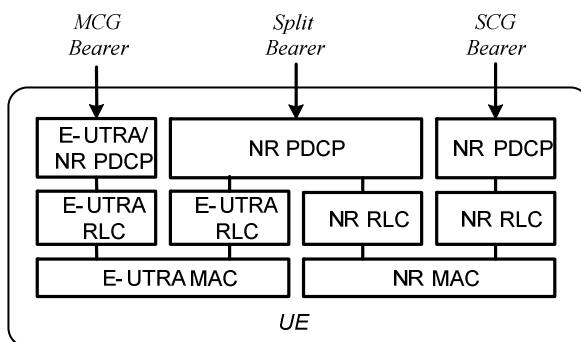 MCG
Bearer
Split
Bearer
SCG
Bearer
E-UTRA/
NR PDCP
NR PDCP
NR PDCP
E-UTRA
RLC
E-UTRA
RLC
NR RLC
NR RLC
E-UTRA MAC
NR MAC
UE